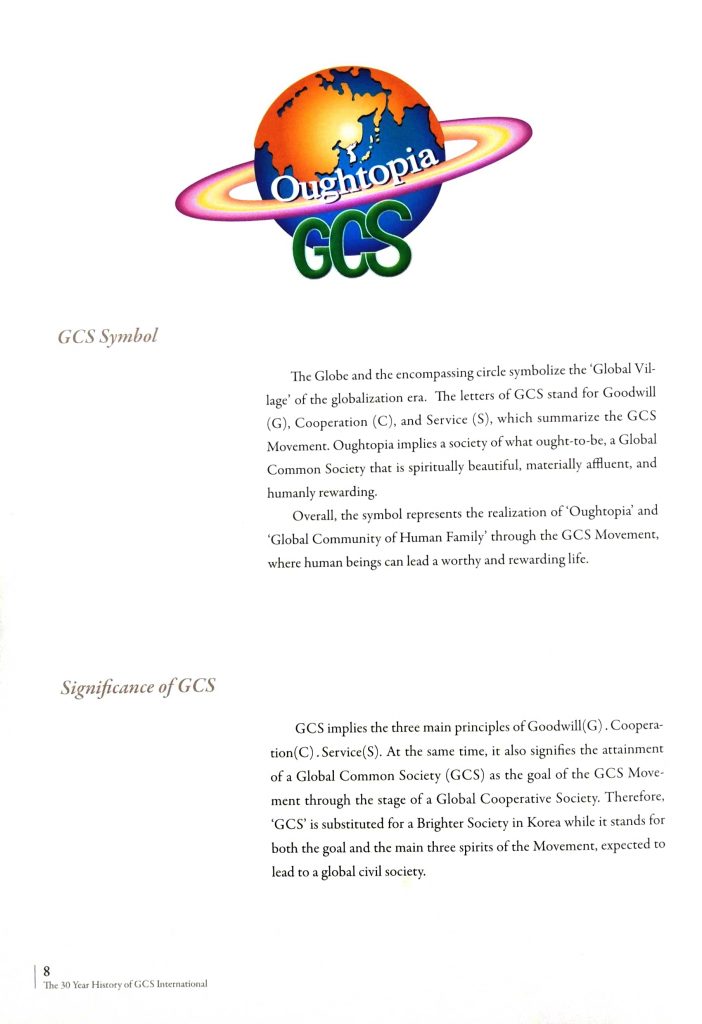 Oughtopia
GCS
GCS Symbol
The Globe and the encompassing circle symbolize the ‘Global Vil-
lage’ of the globalization era. The letters of GCS stand for Goodwill
(G), Cooperation (C), and Service (S), which summarize the GCS
Movement. Oughtopia implies a society of what ought-to-be, a Global
Common Society that is spiritually beautiful, materially affluent, and
humanly rewarding.
Overall, the symbol represents the realization of ‘Oughtopia’ and
‘Global Community of Human Family’ through the GCS Movement,
where human beings can lead a worthy and rewarding life.
Significance of GCS
GCS implies the three main principles of Goodwill(G) . Coopera-
tion(C) . Service(S). At the same time, it also signifies the attainment
of a Global Common Society (GCS) as the goal of the GCS Move-
ment through the stage of a Global Cooperative Society. Therefore,
‘GCS’ is substituted for a Brighter Society in Korea while it stands for
both the goal and the main three spirits of the Movement, expected to
lead to a global civil society.
8
The 30 Year History of GCS International